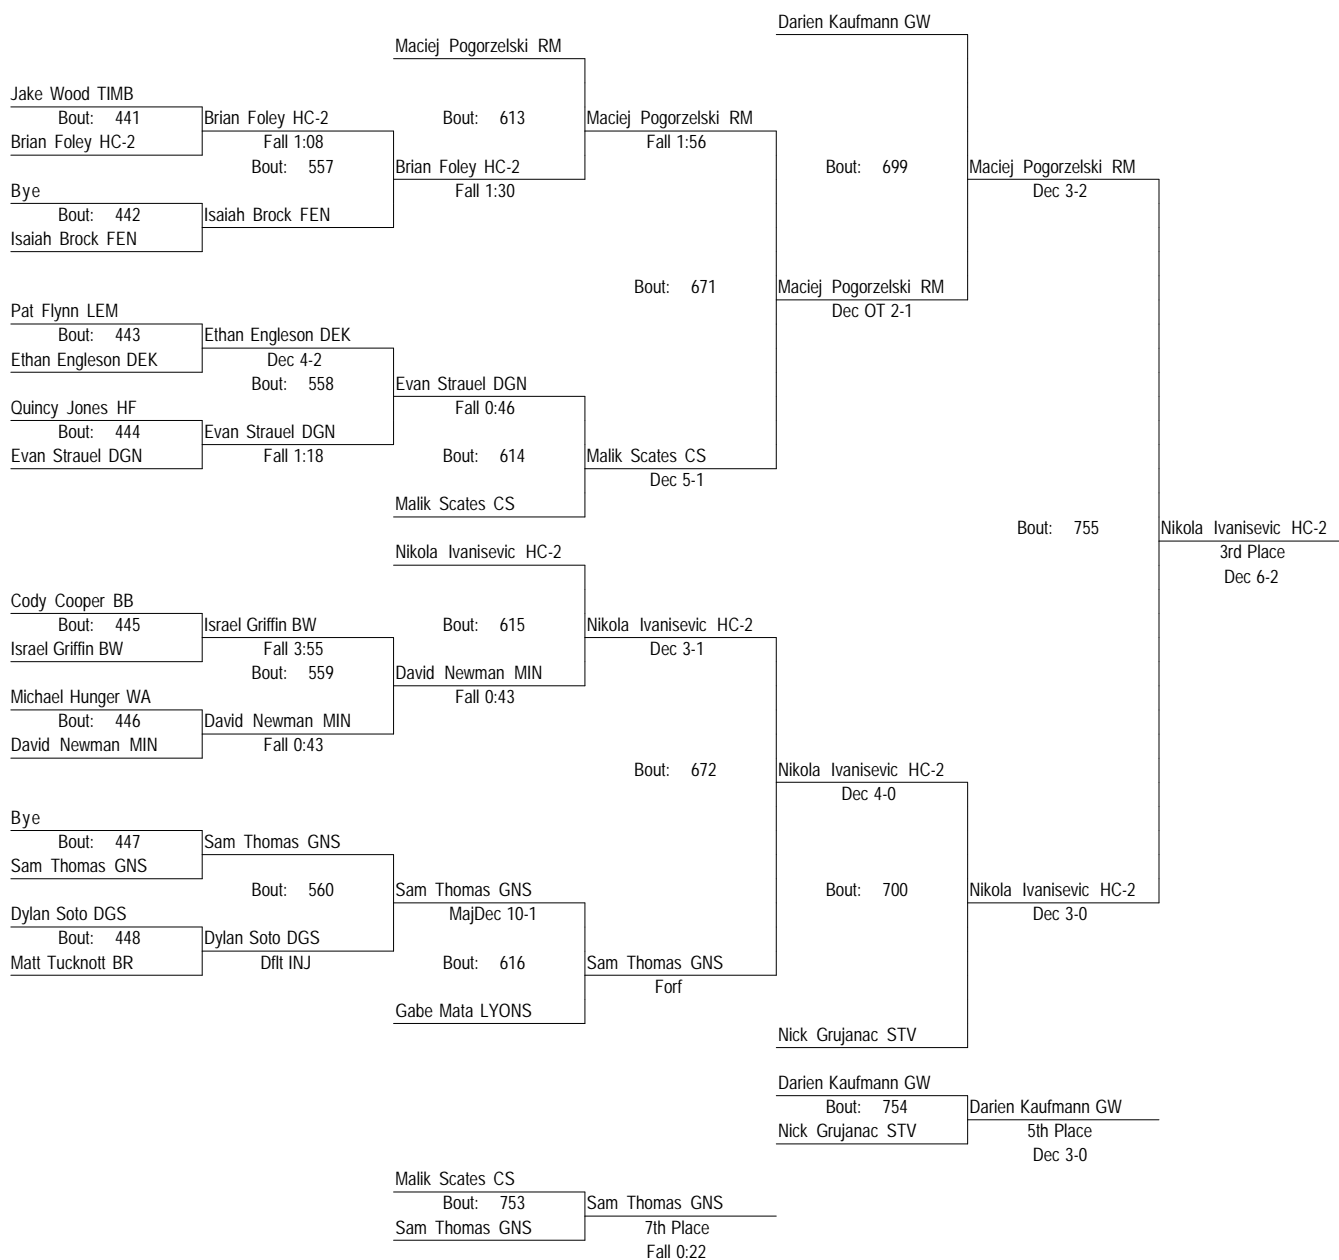 Darien Kaufmann GW
Maciej Pogorzelski RM
Jake Wood TIMB
Bout: 441
Brian Foley HC-2
Bout: 613
Maciej Pogorzelski RM
Brian Foley HC-2
Fall 1:08
Fall 1:56
Bout: 557
Brian Foley HC-2
Bout: 699
Maciej Pogorzelski RM
Bye
Fall 1:30
Dec 3-2
Bout: 442
Isaiah Brock FEN
Isaiah Brock FEN
Bout: 671
Maciej Pogorzelski RM
Pat Flynn LEM
Dec OT 2-1
Bout: 443
Ethan Engleson DEK
Ethan Engleson DEK
Dec 4-2
Bout: 558
Evan Strauel DGN
Quincy Jones HF
Fall 0:46
Bout: 444
Evan Strauel DGN
Evan Strauel DGN
Fall 1:18
Bout: 614
Malik Scates CS
Dec 5-1
Malik Scates CS
Bout: 755
Nikola Ivanisevic HC-2
Nikola Ivanisevic HC-2
3rd Place
Dec 6-2
Cody Cooper BB
Bout: 445
Israel Griffin BW
Bout: 615
Nikola Ivanisevic HC-2
Israel Griffin BW
Fall 3:55
Dec 3-1
Bout: 559
David Newman MIN
Michael Hunger WA
Fall 0:43
Bout: 446
David Newman MIN
David Newman MIN
Fall 0:43
Bout: 672
Nikola Ivanisevic HC-2
Dec 4-0
Bye
Bout: 447
Sam Thomas GNS
Sam Thomas GNS
Bout: 560
Sam Thomas GNS
Bout: 700
Nikola Ivanisevic HC-2
Dylan Soto DGS
MajDec 10-1
Dec 3-0
Bout: 448
Dylan Soto DGS
Matt Tucknott BR
Dflt INJ
Bout: 616
Sam Thomas GNS
Forf
Gabe Mata LYONS
Nick Grujanac STV
Darien Kaufmann GW
Bout: 754
Darien Kaufmann GW
Nick Grujanac STV
5th Place
Dec 3-0
Malik Scates CS
Bout: 753
Sam Thomas GNS
Sam Thomas GNS
7th Place
Fall 0:22